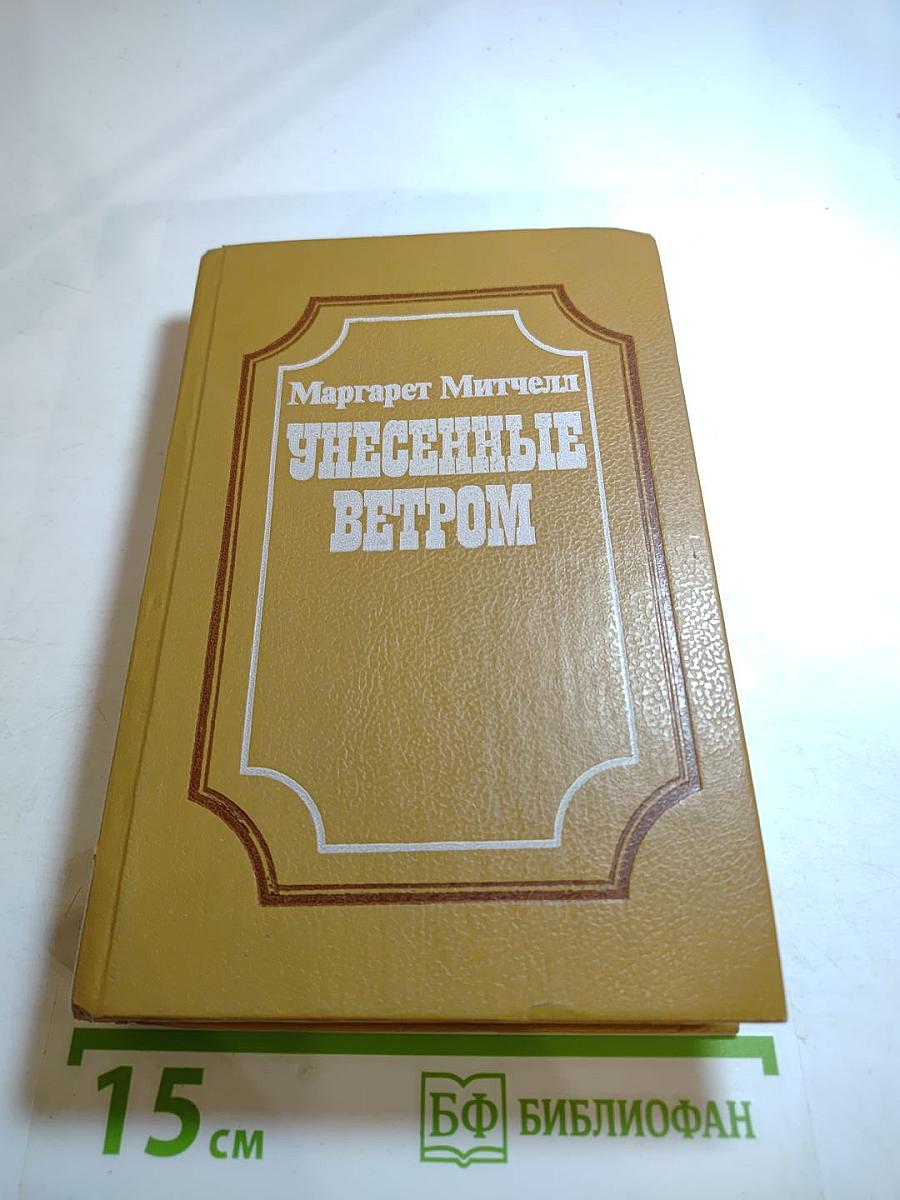 Маргарет Митчелл
УНЕСЕННЫЕ
ВЕТРОМ
15 см
БФ БИБЛИОФАН